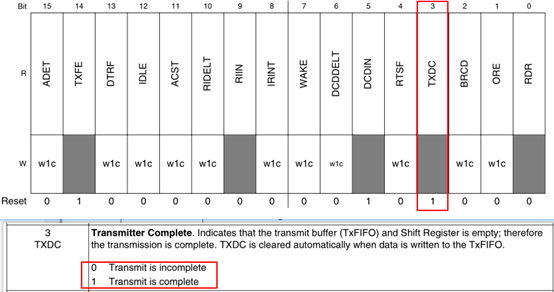 Bit 15 14 13 12 11 10 9 8 7 6 5 4 3 2 1 0
R ADET TXFE DTRF IDLE ACST RIDELT RIIN IRINT WAKE DCDDELT DCDIN RTSF TXDC BRCD ORE RDR
W w1c w1c w1c w1c w1c w1c w1c w1c w1c w1c w1c
Reset 0 1 0 0 0 0 0 0 0 0 1 0 1 0 0 0
3 Transmitter Complete. Indicates that the transmit buffer (TxFIFO) and Shift Register is empty; therefore
TXDC the transmission is complete. TXDC is cleared automatically when data is written to the TxFIFO.
0 Transmit is incomplete
1 Transmit is complete